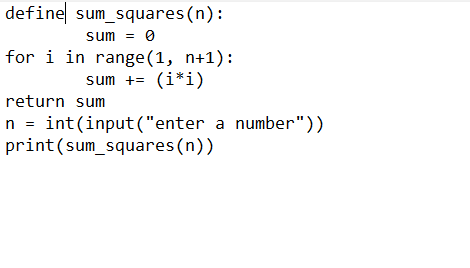 define sum_squares(n):
        sum = 0
for i in range(1, n+1):
        sum += (i*i)
return sum
n = int(input("enter a number"))
print(sum_squares(n))